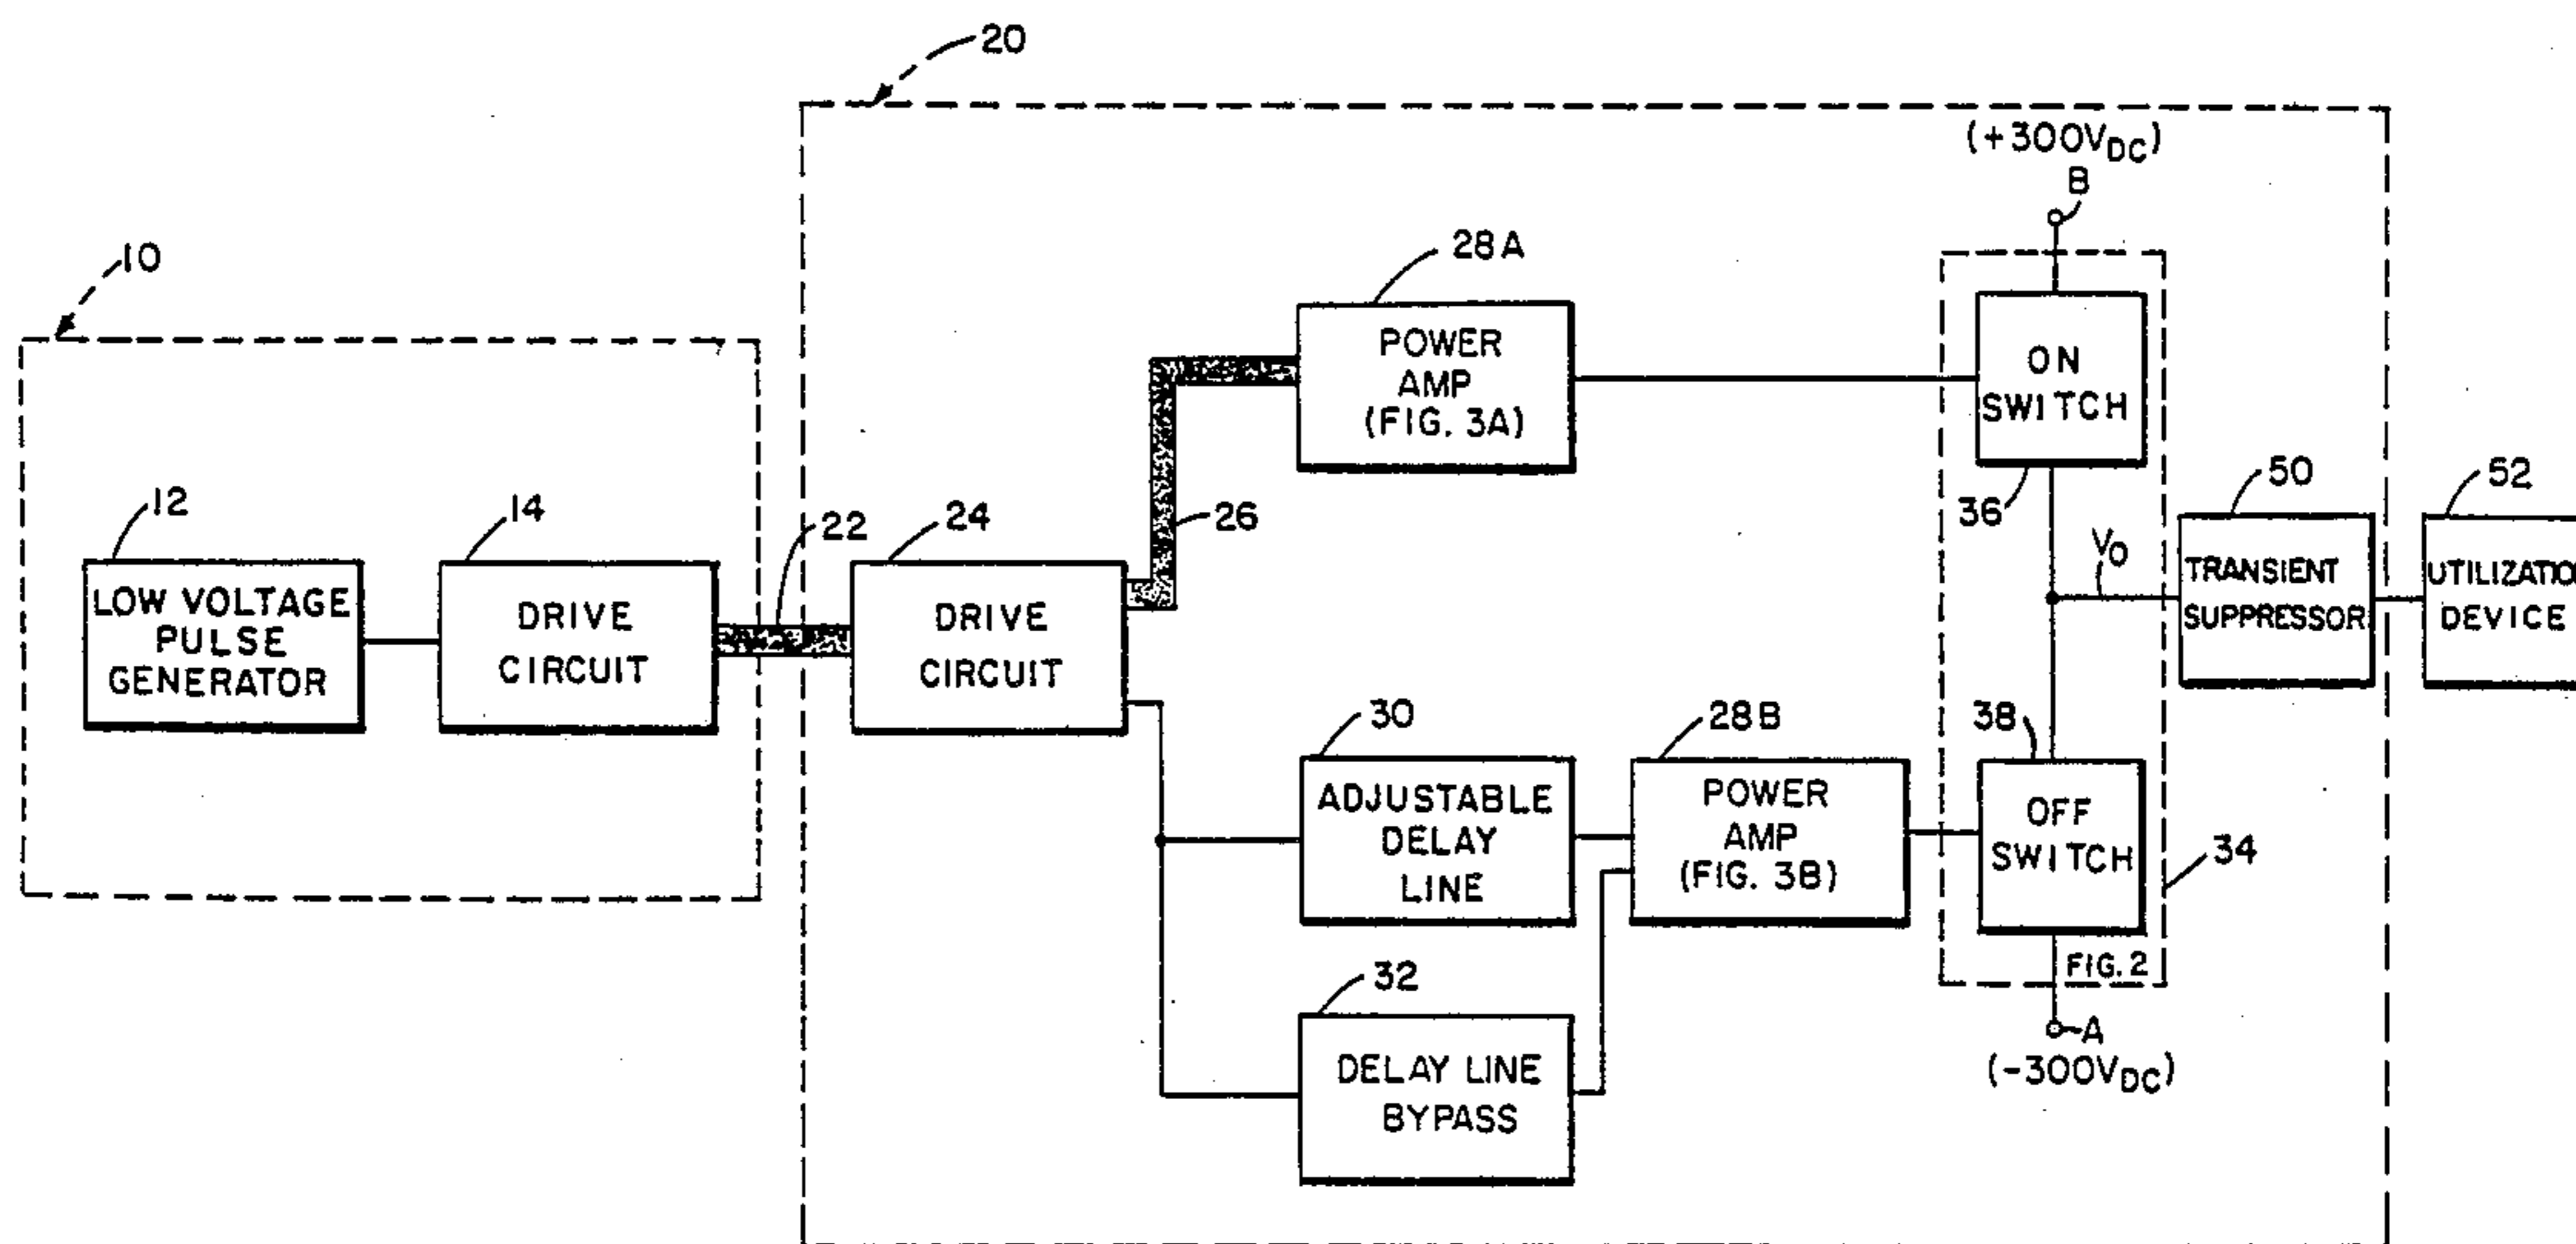 20
(+300VDC)
B
10
28A
POWER
AMP
(FIG. 3A)
ON
SWITCH
36
12
14
22
24
26
50
52
LOW VOLTAGE
PULSE
GENERATOR
DRIVE
CIRCUIT
DRIVE
CIRCUIT
VO
TRANSIENT
SUPPRESSOR
UTILIZATIO
DEVICE
30
28B
38
ADJUSTABLE
DELAY
LINE
POWER
AMP
(FIG. 3B)
OFF
SWITCH
34
FIG. 2
32
DELAY LINE
BYPASS
A
(-300VDC)